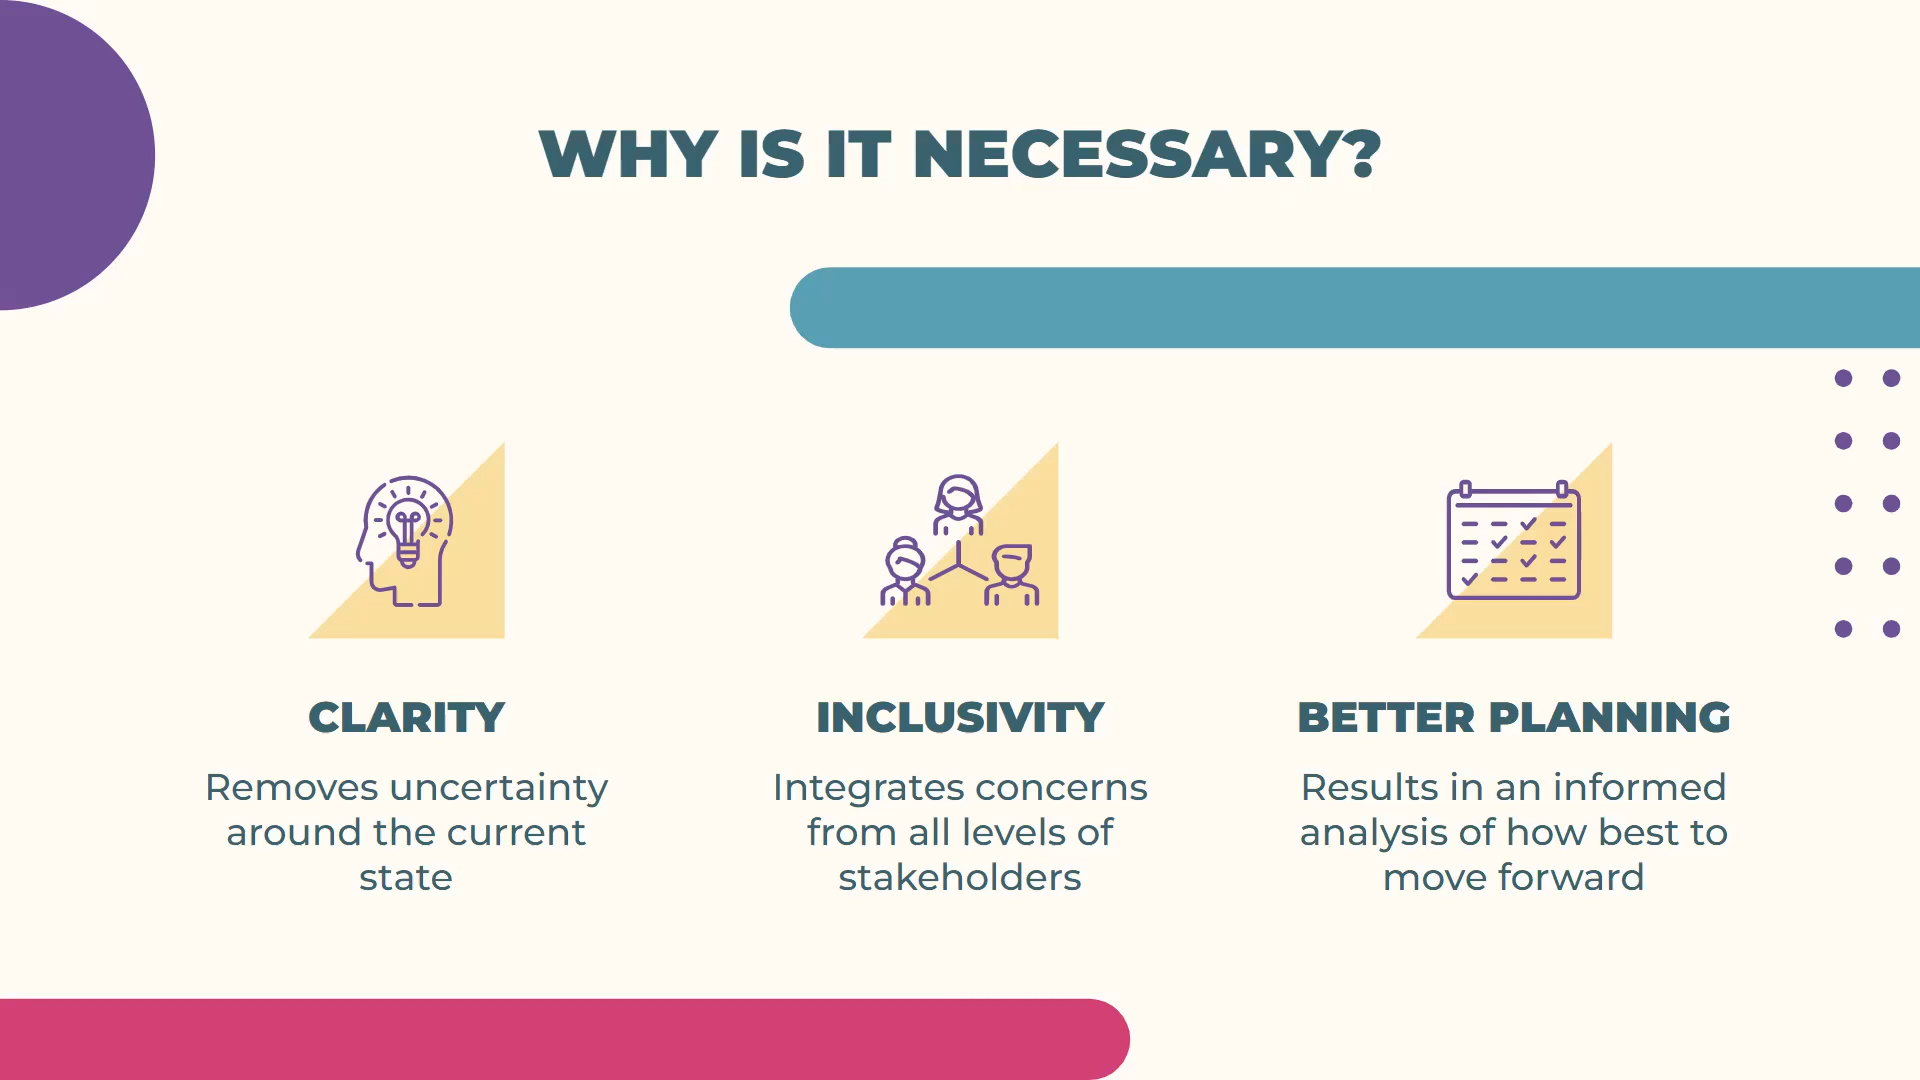 WHY IS IT NECESSARY?
CLARITY
Removes uncertainty
around the current
state
INCLUSIVITY
Integrates concerns
from all levels of
stakeholders
BETTER PLANNING
Results in an informed
analysis of how best to
move forward